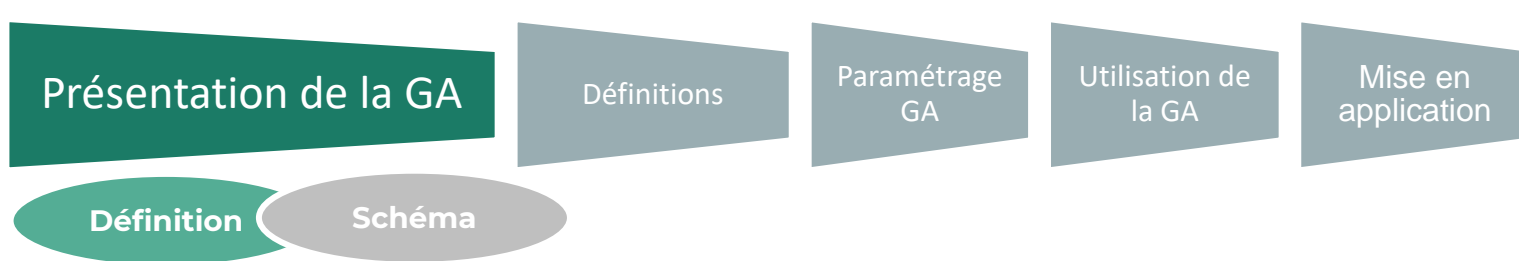 Présentation de la GA
Définitions
Paramétrage
GA
Utilisation de
la GA
Mise en
application
Définition
Schéma